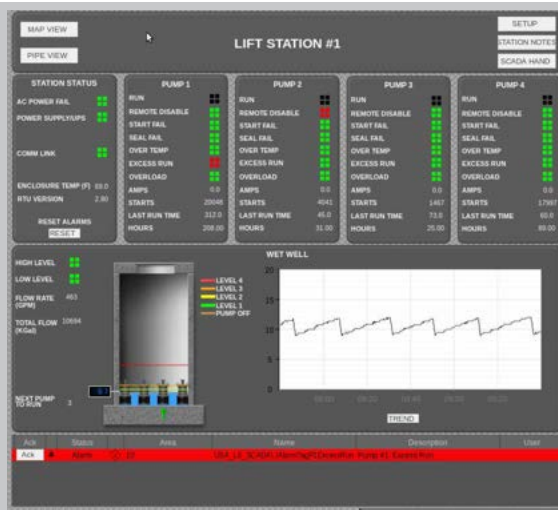 MAP VIEW
PIPE VIEW
LIFT STATION #1
SETUP
STATION NOTES
SCADA HAND
STATION STATUS
AC POWER FAIL
POWER SUPPLY/UPS
COMM LINK
ENCLOSURE TEMP (F)
RTU VERSION 2.90
RESET ALARMS
RESET
PUMP 1
RUN
REMOTE DISABLE
START FAIL
SEAL FAIL
OVER TEMP
EXCESS RUN
OVERLOAD
AMPS 0.0
STARTS 20048
LAST RUN TIME 312.0
HOURS 208.00
PUMP 2
RUN
REMOTE DISABLE
START FAIL
SEAL FAIL
OVER TEMP
EXCESS RUN
OVERLOAD
AMPS 0.0
STARTS 4041
LAST RUN TIME 45.0
HOURS 31.00
PUMP 3
RUN
REMOTE DISABLE
START FAIL
SEAL FAIL
OVER TEMP
EXCESS RUN
OVERLOAD
AMPS 0.0
STARTS 1467
LAST RUN TIME 73.0
HOURS 25.00
PUMP 4
RUN
REMOTE DISABLE
START FAIL
SEAL FAIL
OVER TEMP
EXCESS RUN
OVERLOAD
AMPS 0.0
STARTS
LAST RUN TIME 60.0
HOURS 89.00
HIGH LEVEL
LOW LEVEL
FLOW RATE 463
(GPM)
TOTAL FLOW 10694
(KGal)
NEXT PUMP 3
TO RUN
LEVEL 4
LEVEL 3
LEVEL 2
LEVEL 1
PUMP OFF
WET WELL
20
15
10
5
0
TREND
Ack Status Area Name Description User
Ack Alarm Pump #1: Excess Run